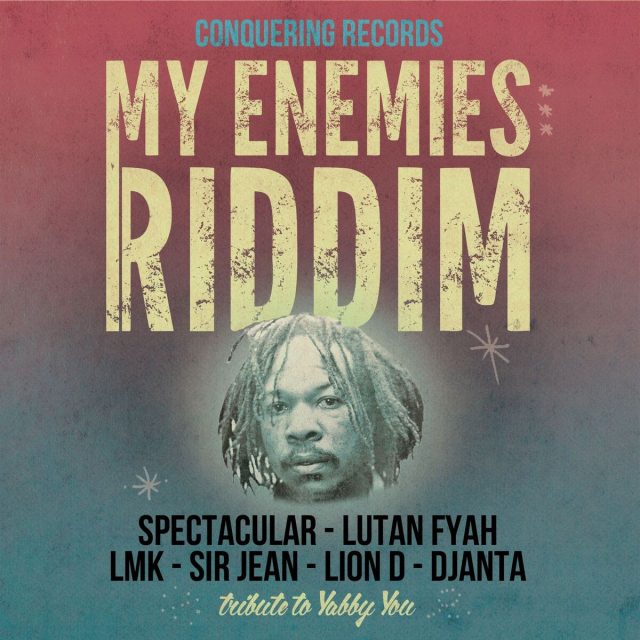 CONQUERING RECORDS
MY ENEMIES
RIDDIM
SPECTACULAR - LUTAN FYAH
LMK - SIR JEAN - LION D - DJANTA
tribute to Yabby You